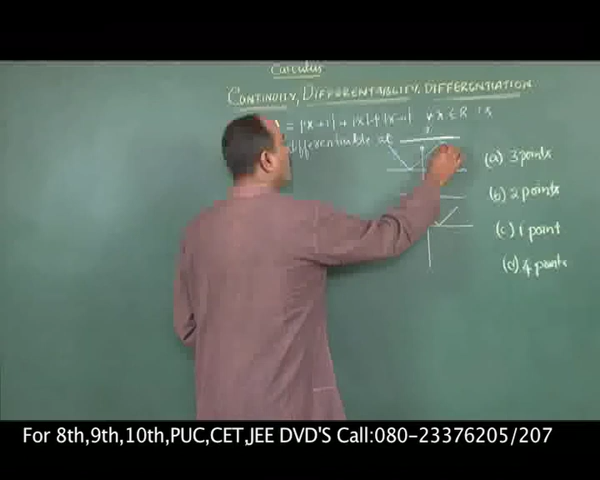 Calculus
CONTINUITY, DIFFERENTIABILITY, DIFFERENTIATION
= |x+1| + |x| + |x-1| ∀ x ∈ R is
differentiable at
(a) 3 points
(b) 2 points
(c) 1 point
(d) 4 points
For 8th,9th,10th,PUC,CET,JEE DVD'S Call:080-23376205/207